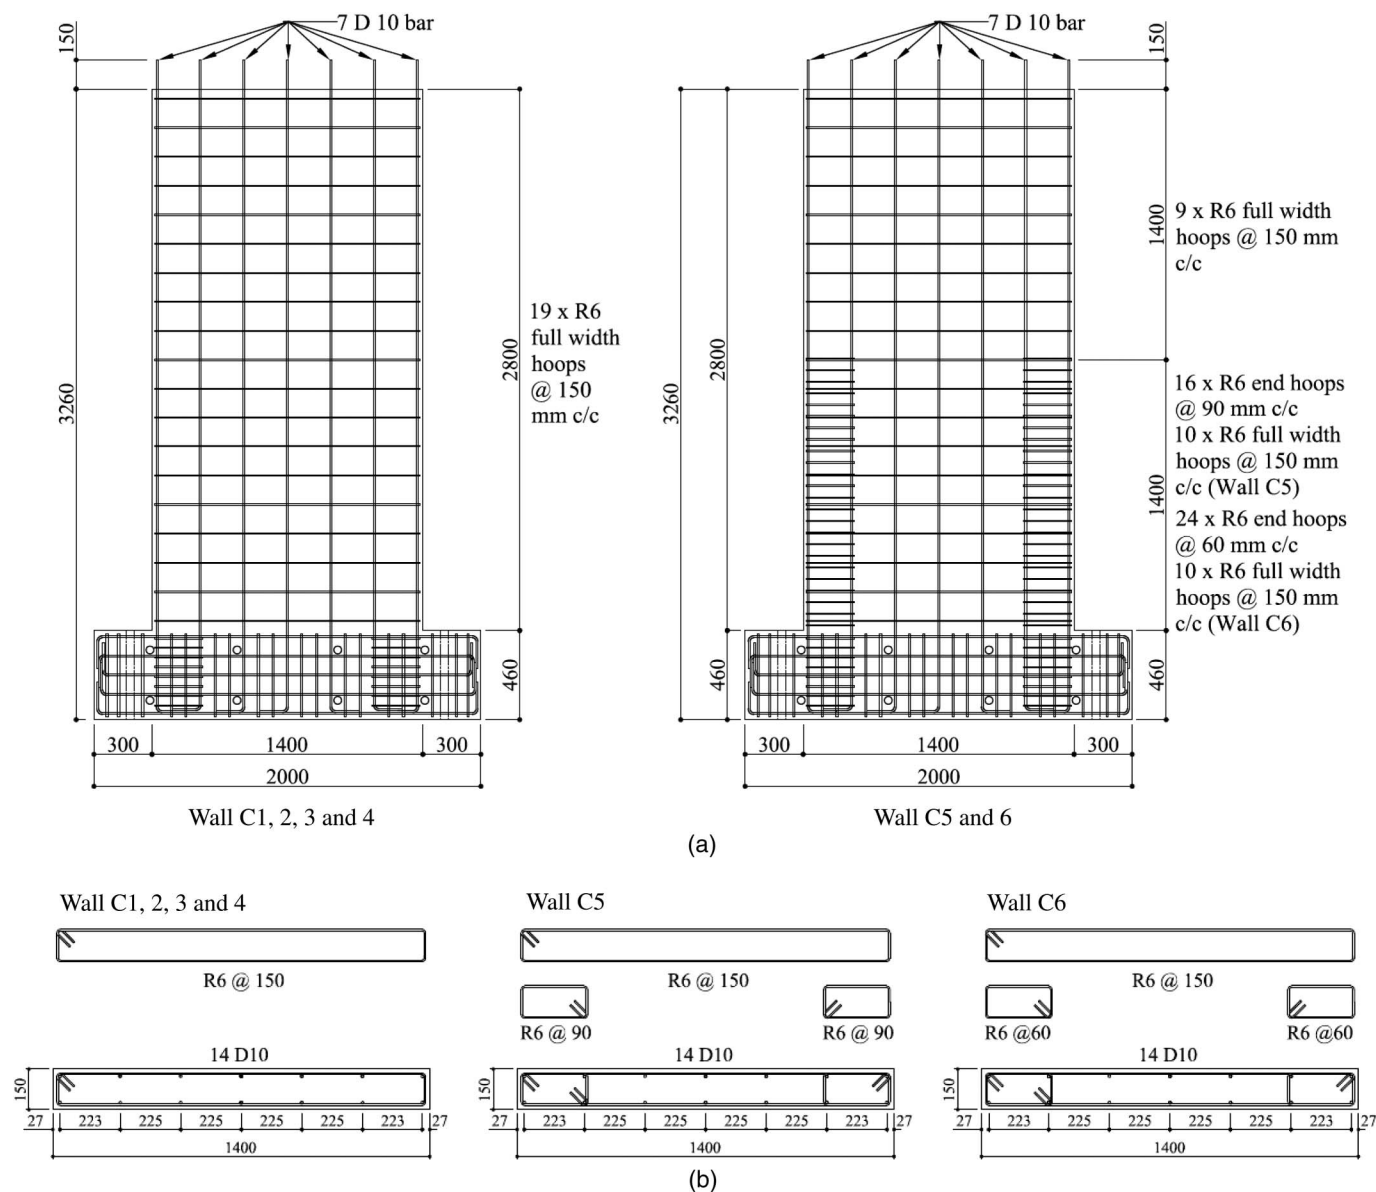 7 D 10 bar
150
3260
2800
19 x R6
full width
hoops
@ 150
mm c/c
460
300
1400
300
2000
Wall C1, 2, 3 and 4
7 D 10 bar
150
3260
2800
1400
9 x R6 full width
hoops @ 150 mm
c/c
1400
16 x R6 end hoops
@ 90 mm c/c
10 x R6 full width
hoops @ 150 mm
c/c (Wall C5)
24 x R6 end hoops
@ 60 mm c/c
10 x R6 full width
hoops @ 150 mm
c/c (Wall C6)
460
460
300
1400
300
2000
Wall C5 and 6
(a)
Wall C1, 2, 3 and 4
R6 @ 150
14 D10
150
27 223 225 225 225 225 223 27
1400
Wall C5
R6 @ 150
R6 @ 90
R6 @ 90
14 D10
150
27 223 225 225 225 225 223 27
1400
Wall C6
R6 @ 150
R6 @60
R6 @60
14 D10
150
27 223 225 225 225 225 223 27
1400
(b)